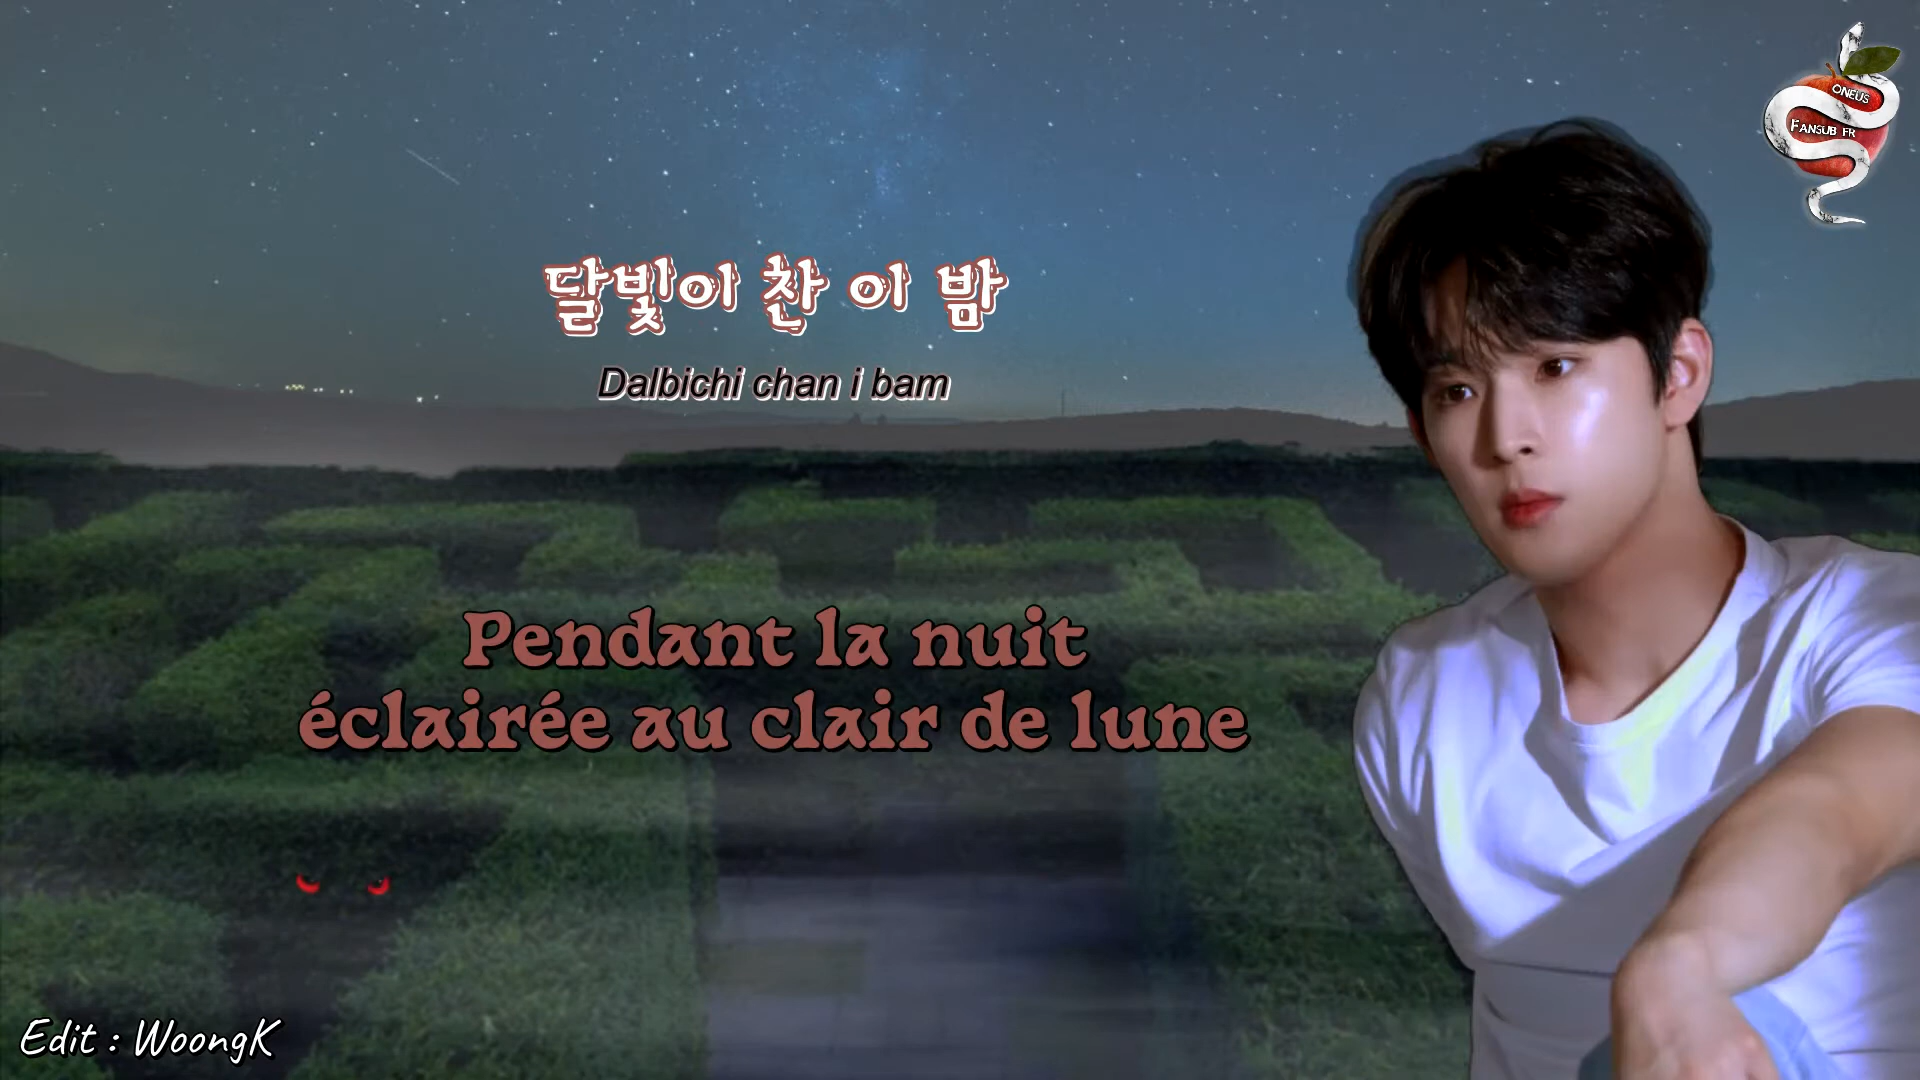 ONEUS
FANSUB FR
달빛이 찬 이 밤
Dalbichi chan i bam
Pendant la nuit
éclairée au clair de lune
Edit : WoongK